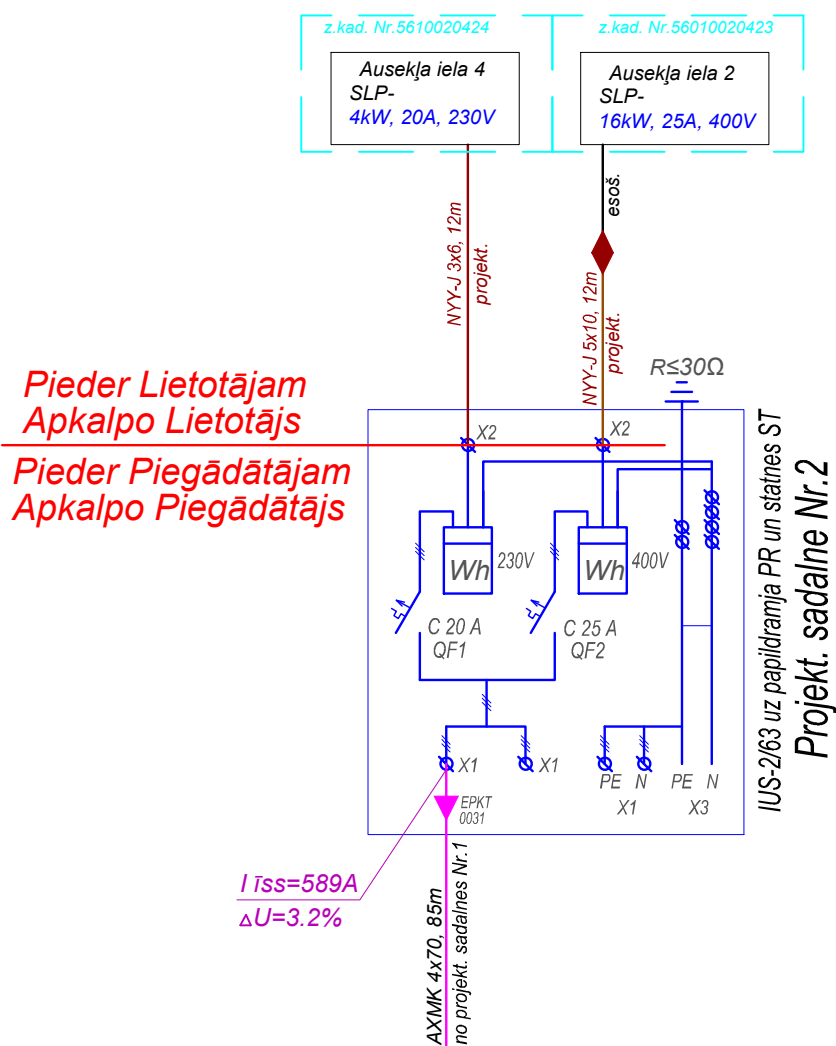 z.kad. Nr.5610020424
z.kad. Nr.56010020423
Ausekļa iela 4
SLP-
4kW, 20A, 230V
Ausekļa iela 2
SLP-
16kW, 25A, 400V
esoš.
NYY-J 3x6, 12m
projekt.
NYY-J 5x10, 12m
projekt.
R≤30Ω
Pieder Lietotājam
Apkalpo Lietotājs
Pieder Piegādātājam
Apkalpo Piegādātājs
X2
X2
Wh
230V
Wh
400V
C 20 A
QF1
C 25 A
QF2
X1
X1
PE N
X1
PE N
X3
EPKT
0031
I īss=589A
∆U=3.2%
AXMK 4x70, 85m
no projekt. sadalnes Nr.1
IUS-2/63 uz papildramja PR un statnes ST
Projekt. sadalne Nr.2